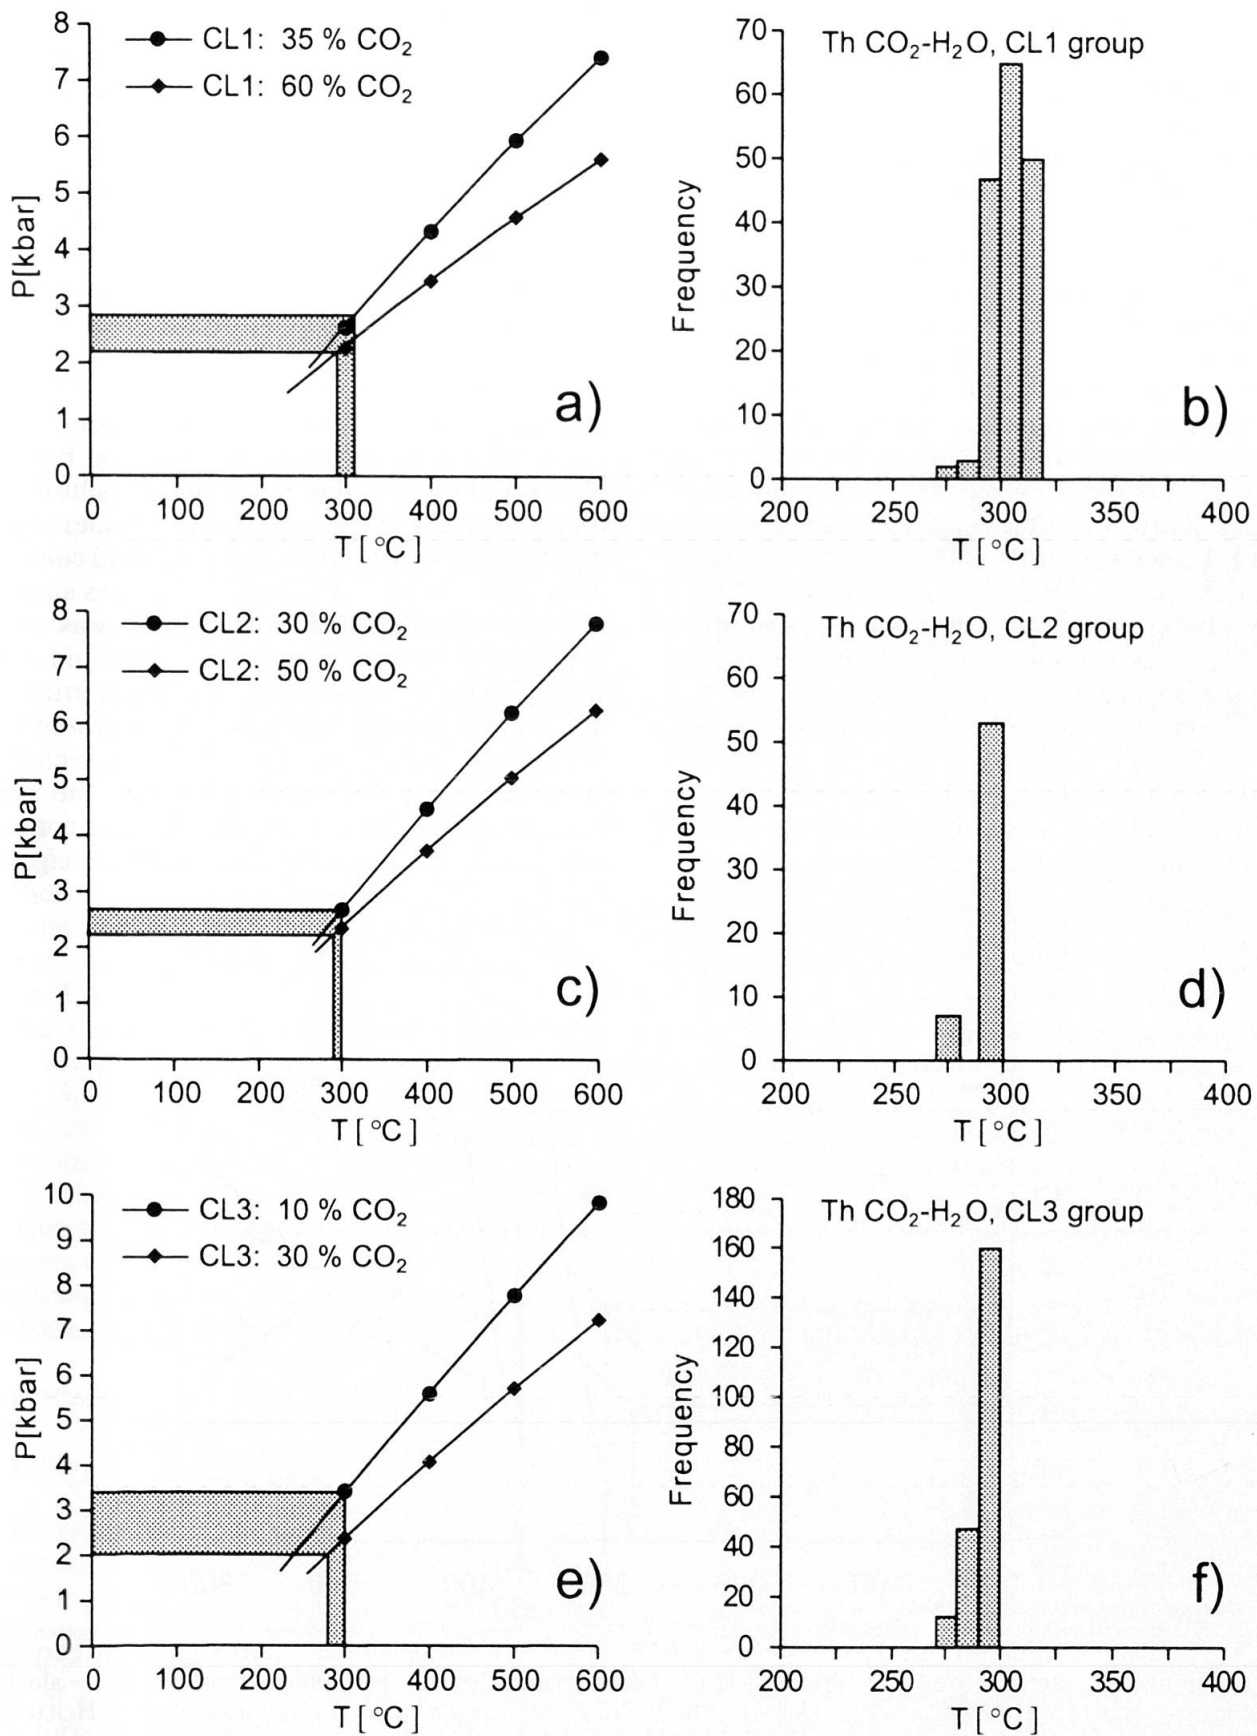 8
7
6
5
4
3
2
1
0
P[kbar]
CL1: 35 % CO₂
CL1: 60 % CO₂
a)
0 100 200 300 400 500 600
T [ °C]
70
60
50
40
30
20
10
0
Frequency
Th CO₂-H₂O, CL1 group
b)
200 250 300 350 400
T [ °C]
8
7
6
5
4
3
2
1
0
P[kbar]
CL2: 30 % CO₂
CL2: 50 % CO₂
c)
0 100 200 300 400 500 600
T [ °C]
70
60
50
40
30
20
10
0
Frequency
Th CO₂-H₂O, CL2 group
d)
200 250 300 350 400
T [ °C]
10
9
8
7
6
5
4
3
2
1
0
P[kbar]
CL3: 10 % CO₂
CL3: 30 % CO₂
e)
0 100 200 300 400 500 600
T [ °C]
180
160
140
120
100
80
60
40
20
0
Frequency
Th CO₂-H₂O, CL3 group
f)
200 250 300 350 400
T [ °C]